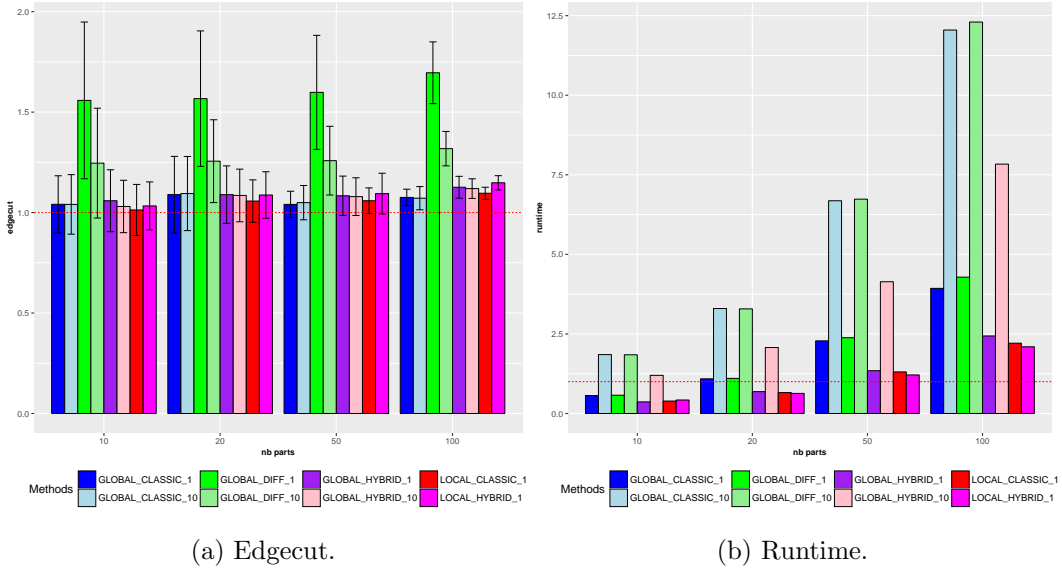 2.0
1.5
1.0
0.5
0.0
edgecut
10
20
50
100
nb parts
Methods
GLOBAL_CLASSIC_1
GLOBAL_DIFF_1
GLOBAL_HYBRID_1
LOCAL_CLASSIC_1
GLOBAL_CLASSIC_10
GLOBAL_DIFF_10
GLOBAL_HYBRID_10
LOCAL_HYBRID_1
(a) Edgecut.
12.5
10.0
7.5
5.0
2.5
0.0
runtime
10
20
50
100
nb parts
Methods
GLOBAL_CLASSIC_1
GLOBAL_DIFF_1
GLOBAL_HYBRID_1
LOCAL_CLASSIC_1
GLOBAL_CLASSIC_10
GLOBAL_DIFF_10
GLOBAL_HYBRID_10
LOCAL_HYBRID_1
(b) Runtime.